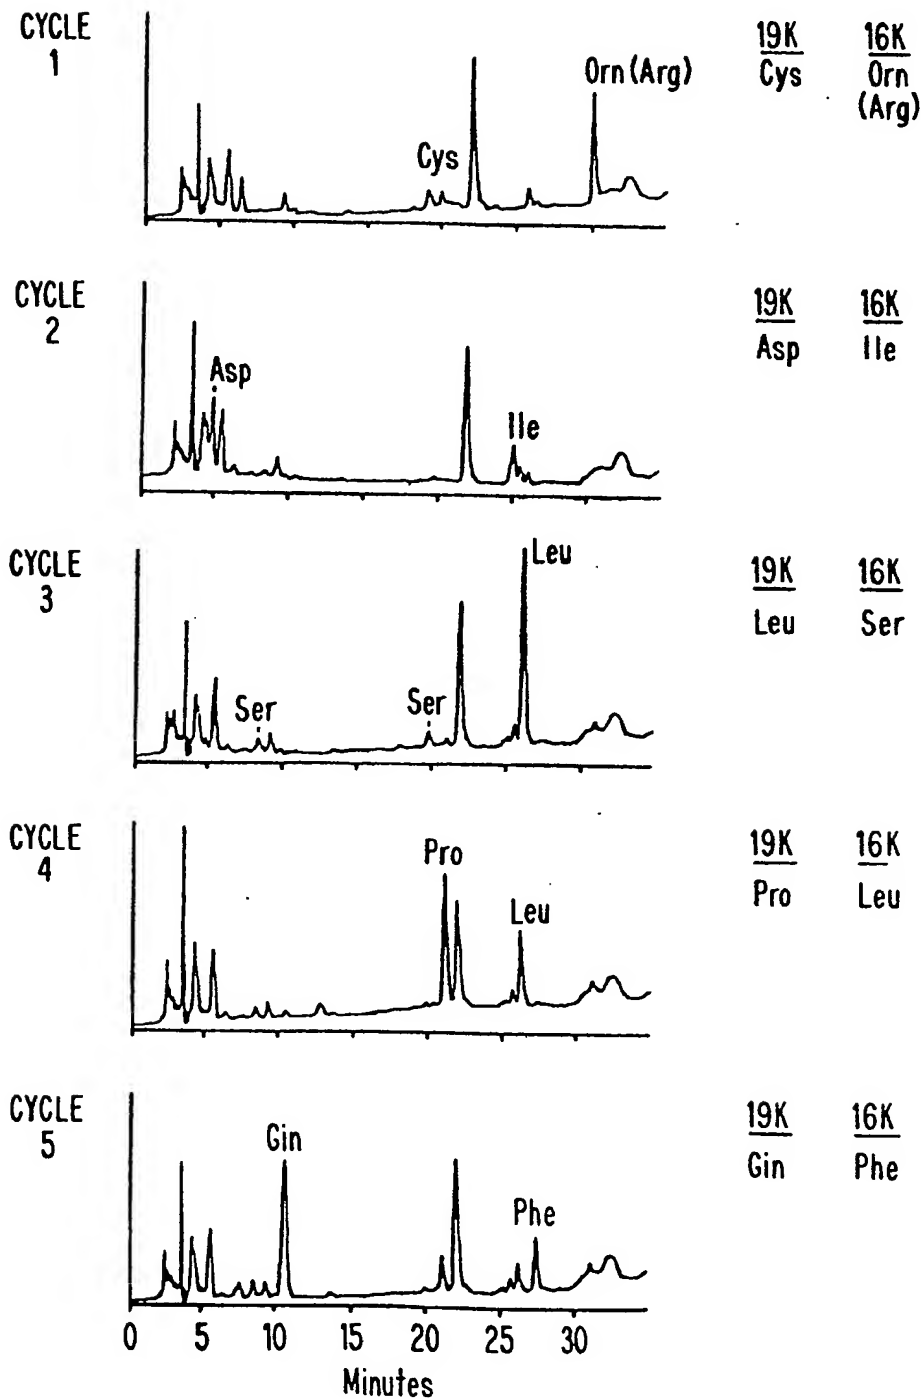 CYCLE
1
Cys
Orn (Arg)
19K
Cys
16K
Orn
(Arg)
CYCLE
2
Asp
Ile
19K
Asp
16K
Ile
CYCLE
3
Ser
Ser
Leu
19K
Leu
16K
Ser
CYCLE
4
Pro
Leu
19K
Pro
16K
Leu
CYCLE
5
Gin
Phe
19K
Gin
16K
Phe
0 5 10 15 20 25 30
Minutes